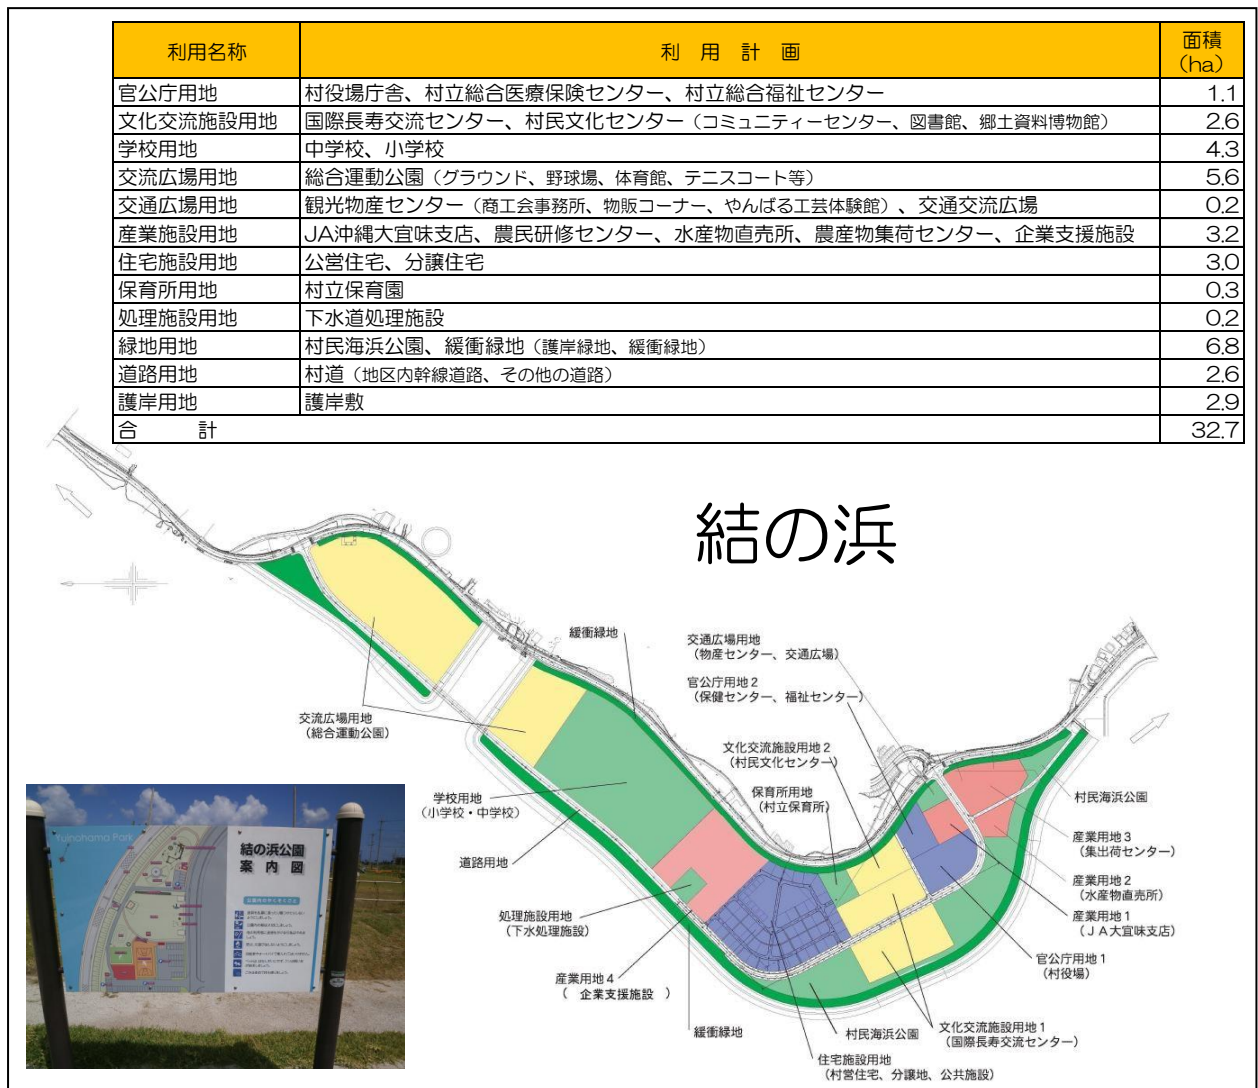 利用名称 利用計画 面積（ha）
官公庁用地 村役場庁舎、村立総合医療保険センター、村立総合福祉センター 1.1
文化交流施設用地 国際長寿交流センター、村民文化センター（コミュニティーセンター、図書館、郷土資料博物館） 2.6
学校用地 中学校、小学校 4.3
交流広場用地 総合運動公園（グラウンド、野球場、体育館、テニスコート等） 5.6
交通広場用地 観光物産センター（商工会事務所、物販コーナー、やんばる工芸体験館）、交通交流広場 0.2
産業施設用地 JA沖縄大宜味支店、農民研修センター、水産物直売所、農産物集荷センター、企業支援施設 3.2
住宅施設用地 公営住宅、分譲住宅 3.0
保育所用地 村立保育園 0.3
処理施設用地 下水道処理施設 0.2
緑地用地 村民海浜公園、緩衝緑地（護岸緑地、緩衝緑地） 6.8
道路用地 村道（地区内幹線道路、その他の道路） 2.6
護岸用地 護岸敷 2.9
合計 32.7
結の浜
緩衝緑地
交通広場用地
（物産センター、交通広場）
官公庁用地2
（保健センター、福祉センター）
交流広場用地
（総合運動公園）
文化交流施設用地2
（村民文化センター）
保育所用地
（村立保育所）
学校用地
（小学校・中学校）
村民海浜公園
産業用地3
（集出荷センター）
道路用地
産業用地2
（水産物直売所）
処理施設用地
（下水処理施設）
産業用地1
（JA大宜味支店）
官公庁用地1
（村役場）
産業用地4
（企業支援施設）
緩衝緑地
村民海浜公園
文化交流施設用地1
（国際長寿交流センター）
住宅施設用地
（村営住宅、分譲地、公共施設）
Yuinohama Park
結の浜公園
案内図